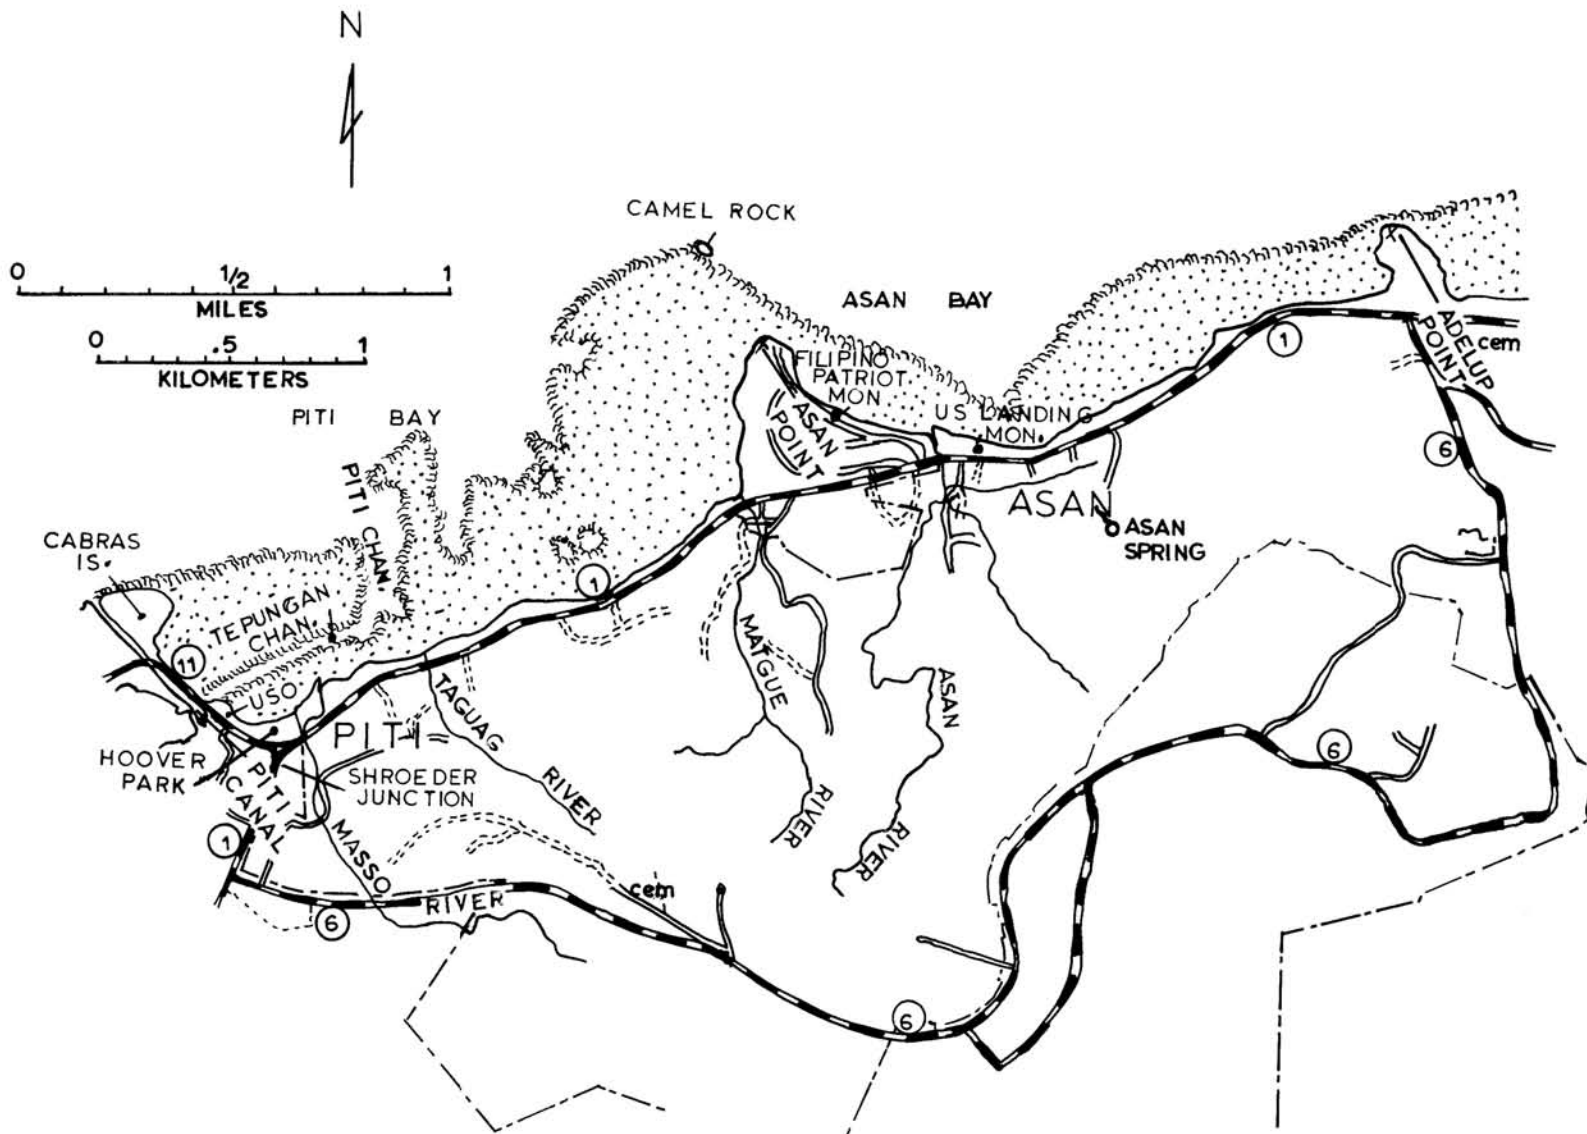 N
CAMEL ROCK
0 1/2 1
MILES
0 .5 1
KILOMETERS
ASAN BAY
PITI BAY
PITI CHAN.
FILIPINO
PATRIOT
MON
ASAN
POINT
US LANDING
MON.
1
ADELUP
POINT
cem
6
ASAN
ASAN
SPRING
CABRAS
IS.
TEPUNGAN
CHAN.
1
11
USO
PITI
HOOVER
PARK
PITI
CANAL
SHROEDER
JUNCTION
TAGUAG
RIVER
MATGUE
RIVER
ASAN
RIVER
6
1
MASSO
RIVER
cem
6
6